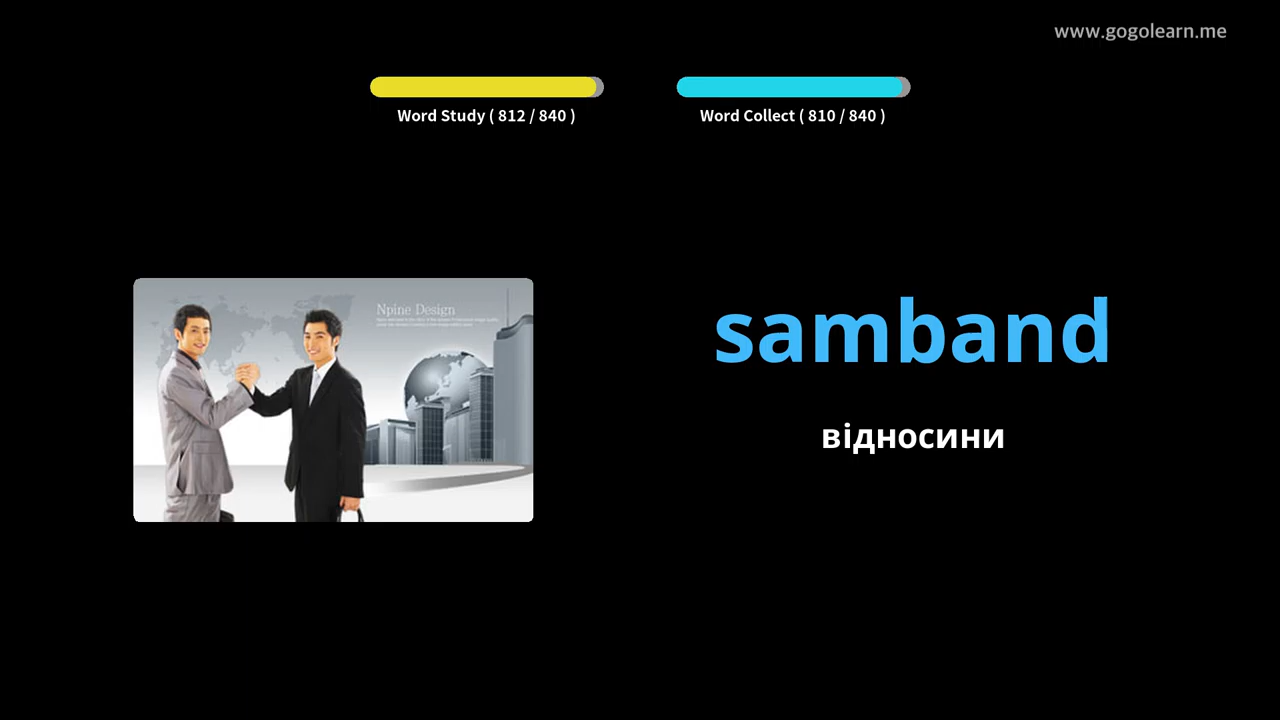 www.gogolearn.me
Word Study ( 812 / 840 )
Word Collect ( 810 / 840 )
Npine Design
samband
відносини